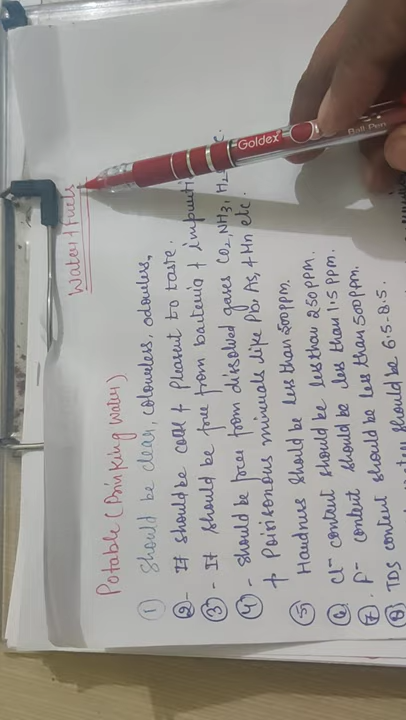 Water & Fuels
Potable (Drinking Water)
① Should be clear, colourless, odourless,
② - It should be cool & pleasent to taste.
③ - It should be free from bacteria &
④ - Should be free from dissolved gases CO2, NH3,
& Poisitonous minerals like Pb, As, & Mn etc.
⑤ Hardness should be less than 500 ppm.
⑥ Cl⁻ content should be less than 250 ppm.
⑦. F⁻ content should be less than 1.5 ppm.
⑧ TDS content should be less than 500 ppm.
should be 6.5-8.5.
Goldex
Ball Pen